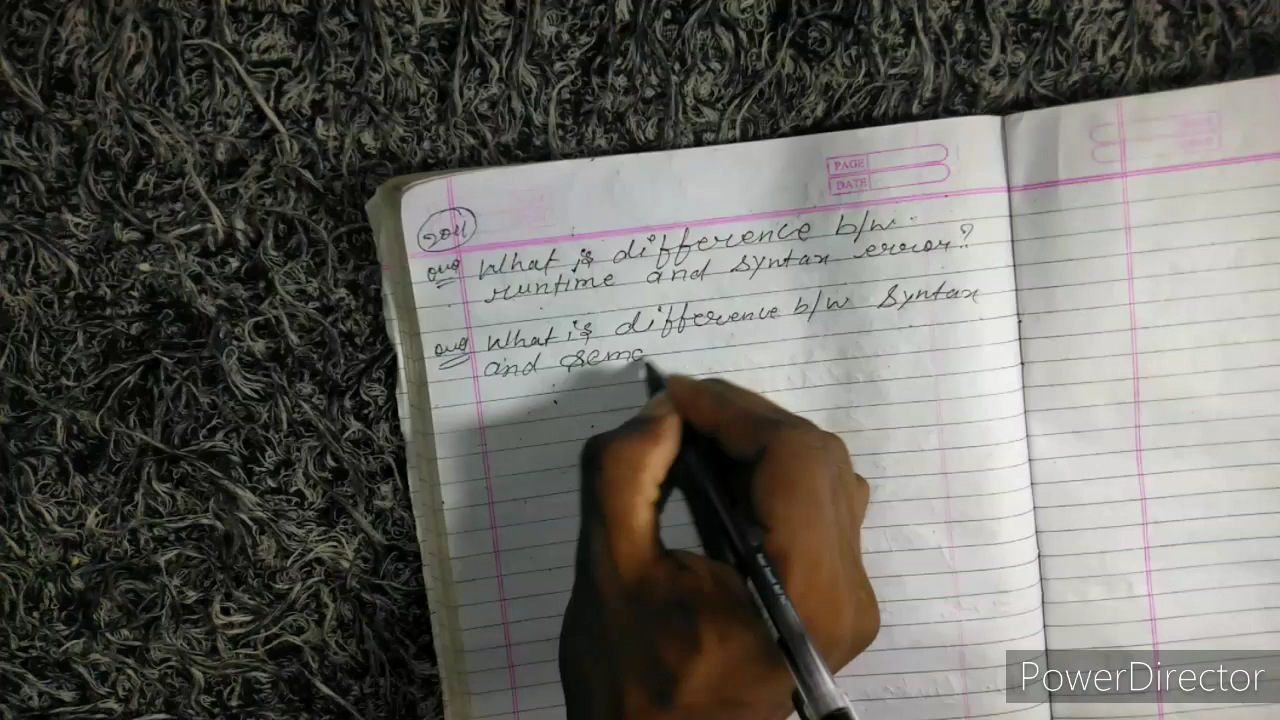 PAGE
DATE
2011
Que What is difference b/w
runtime and syntax error?
Que What is difference b/w syntax
and sema
PowerDirector